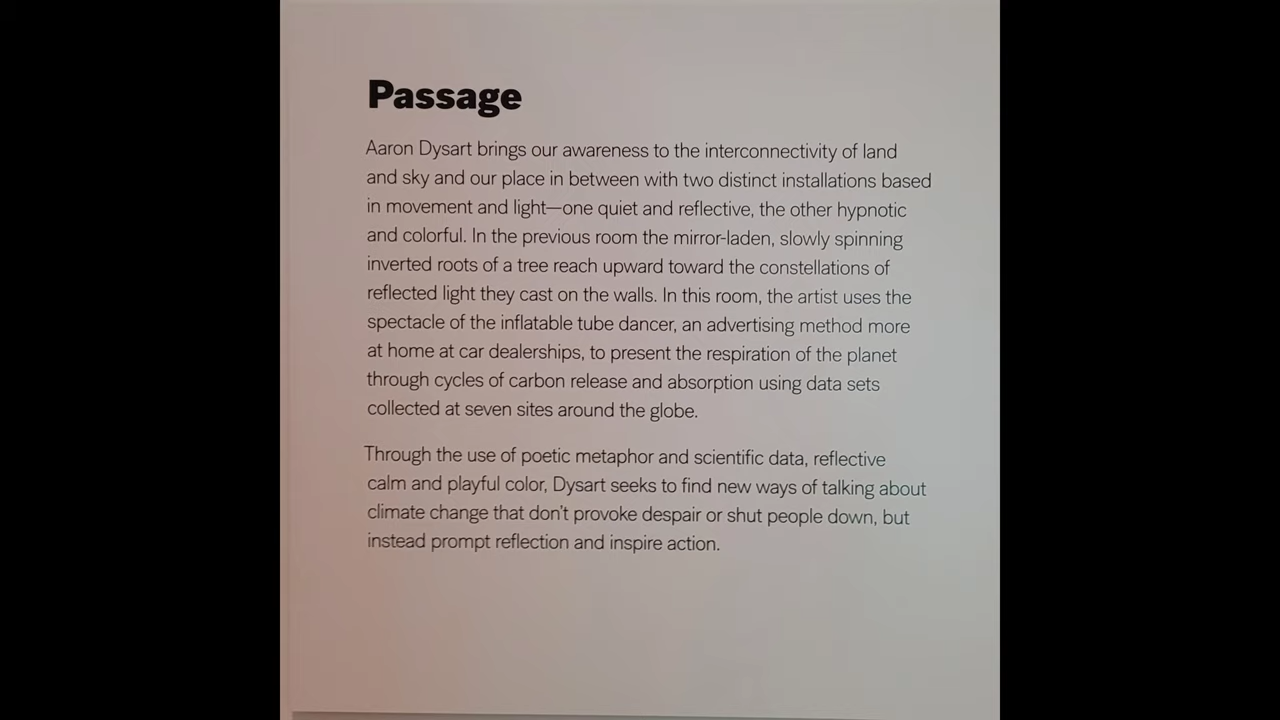 Passage
Aaron Dysart brings our awareness to the interconnectivity of land
and sky and our place in between with two distinct installations based
in movement and light—one quiet and reflective, the other hypnotic
and colorful. In the previous room the mirror-laden, slowly spinning
inverted roots of a tree reach upward toward the constellations of
reflected light they cast on the walls. In this room, the artist uses the
spectacle of the inflatable tube dancer, an advertising method more
at home at car dealerships, to present the respiration of the planet
through cycles of carbon release and absorption using data sets
collected at seven sites around the globe.
Through the use of poetic metaphor and scientific data, reflective
calm and playful color, Dysart seeks to find new ways of talking about
climate change that don't provoke despair or shut people down, but
instead prompt reflection and inspire action.